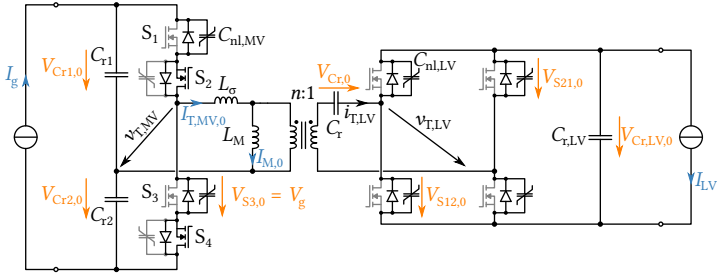 S1
Cnl,MV
Cr1
VCr1,0
Ig
S2
Lσ
IT,MV,0
vT,MV
LM
IM,0
n:1
VCr,0
Cr
iT,LV
Cnl,LV
VS21,0
vT,LV
Cr,LV
VCr,LV,0
ILV
VCr2,0
Cr2
S3
VS3,0 = Vg
S4
VS12,0